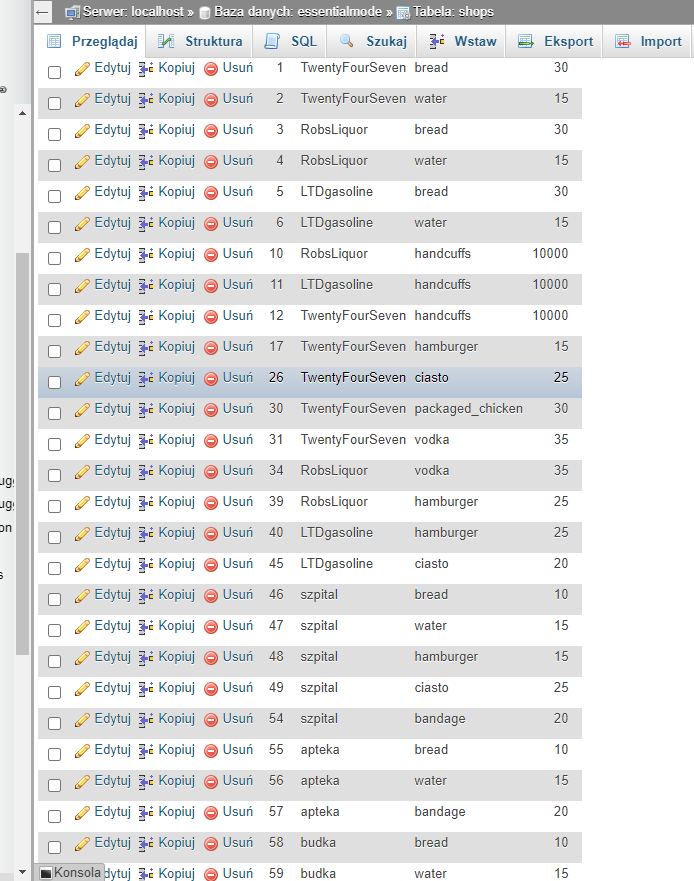 Serwer: localhost » Baza danych: essentialmode » Tabela: shops
Przeglądaj Struktura SQL Szukaj Wstaw Eksport Import
Edytuj Kopiuj Usuń 1 TwentyFourSeven bread 30
Edytuj Kopiuj Usuń 2 TwentyFourSeven water 15
Edytuj Kopiuj Usuń 3 RobsLiquor bread 30
Edytuj Kopiuj Usuń 4 RobsLiquor water 15
Edytuj Kopiuj Usuń 5 LTDgasoline bread 30
Edytuj Kopiuj Usuń 6 LTDgasoline water 15
Edytuj Kopiuj Usuń 10 RobsLiquor handcuffs 10000
Edytuj Kopiuj Usuń 11 LTDgasoline handcuffs 10000
Edytuj Kopiuj Usuń 12 TwentyFourSeven handcuffs 10000
Edytuj Kopiuj Usuń 17 TwentyFourSeven hamburger 15
Edytuj Kopiuj Usuń 26 TwentyFourSeven ciasto 25
Edytuj Kopiuj Usuń 30 TwentyFourSeven packaged_chicken 30
Edytuj Kopiuj Usuń 31 TwentyFourSeven vodka 35
Edytuj Kopiuj Usuń 34 RobsLiquor vodka 35
ug
Edytuj Kopiuj Usuń 39 RobsLiquor hamburger 25
ug
Edytuj Kopiuj Usuń 40 LTDgasoline hamburger 25
on
Edytuj Kopiuj Usuń 45 LTDgasoline ciasto 20
s
Edytuj Kopiuj Usuń 46 szpital bread 10
Edytuj Kopiuj Usuń 47 szpital water 15
Edytuj Kopiuj Usuń 48 szpital hamburger 15
Edytuj Kopiuj Usuń 49 szpital ciasto 25
Edytuj Kopiuj Usuń 54 szpital bandage 20
Edytuj Kopiuj Usuń 55 apteka bread 10
Edytuj Kopiuj Usuń 56 apteka water 15
Edytuj Kopiuj Usuń 57 apteka bandage 20
Edytuj Kopiuj Usuń 58 budka bread 10
Konsola dytuj Kopiuj Usuń 59 budka water 15